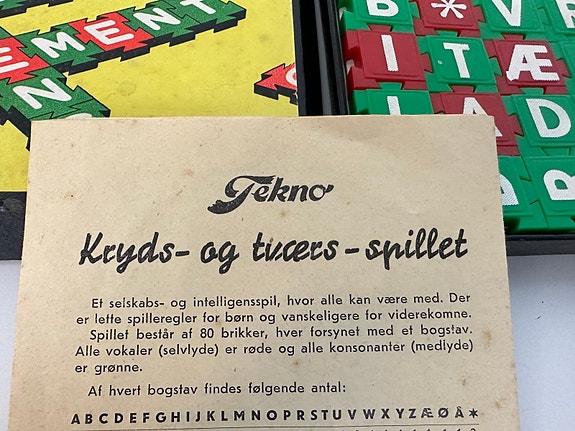 EMENT
ENS
B * V R
I T Æ
I A D
Tekno
Kryds- og tværs-spillet
Et selskabs- og intelligensspil, hvor alle kan være med. Der
er lette spilleregler for børn og vanskeligere for viderekomne.
Spillet består af 80 brikker, hver forsynet med et bogstav.
Alle vokaler (selvlyde) er røde og alle konsonanter (medlyde)
er grønne.
Af hvert bogstav findes følgende antal:
A B C D E F G H I J K L M N O P R S T U V W X Y Z Æ Ø Å *